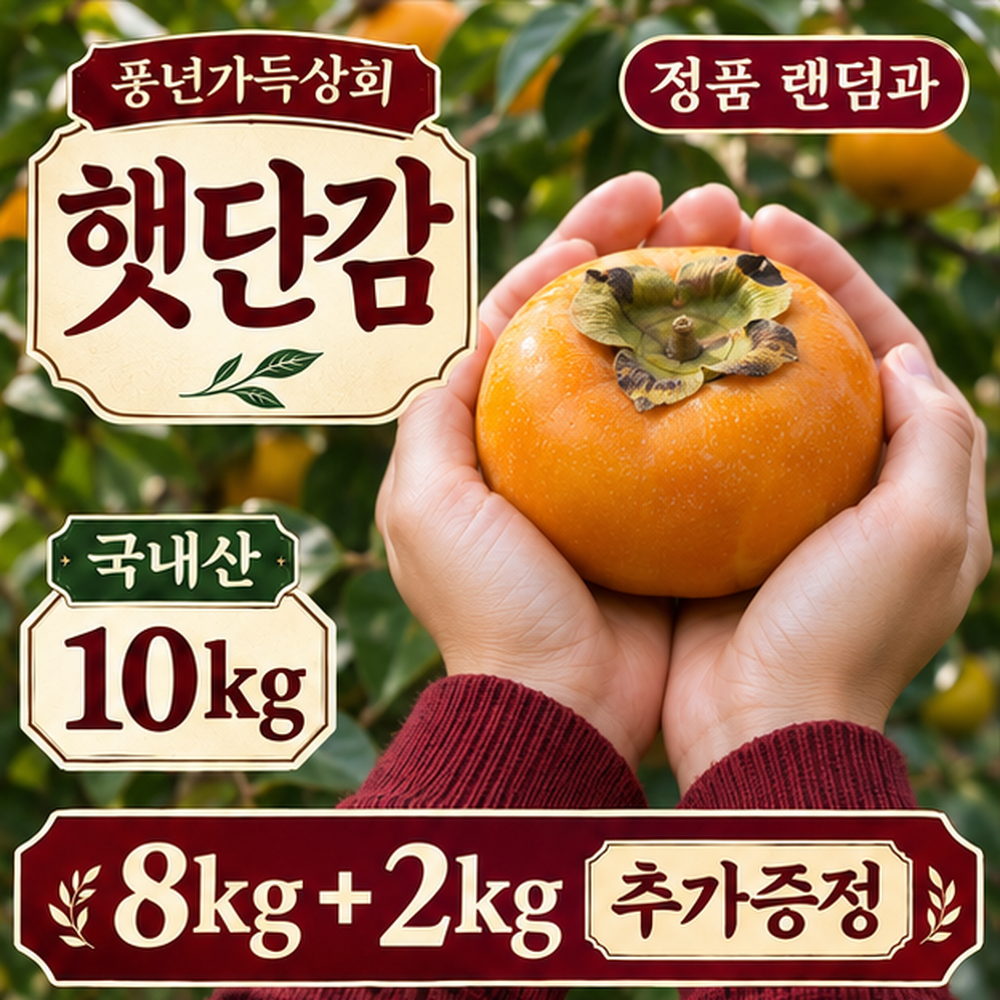 풍년가득상회
햇단감
정품 랜덤과
국내산
10kg
8kg+2kg 추가증정